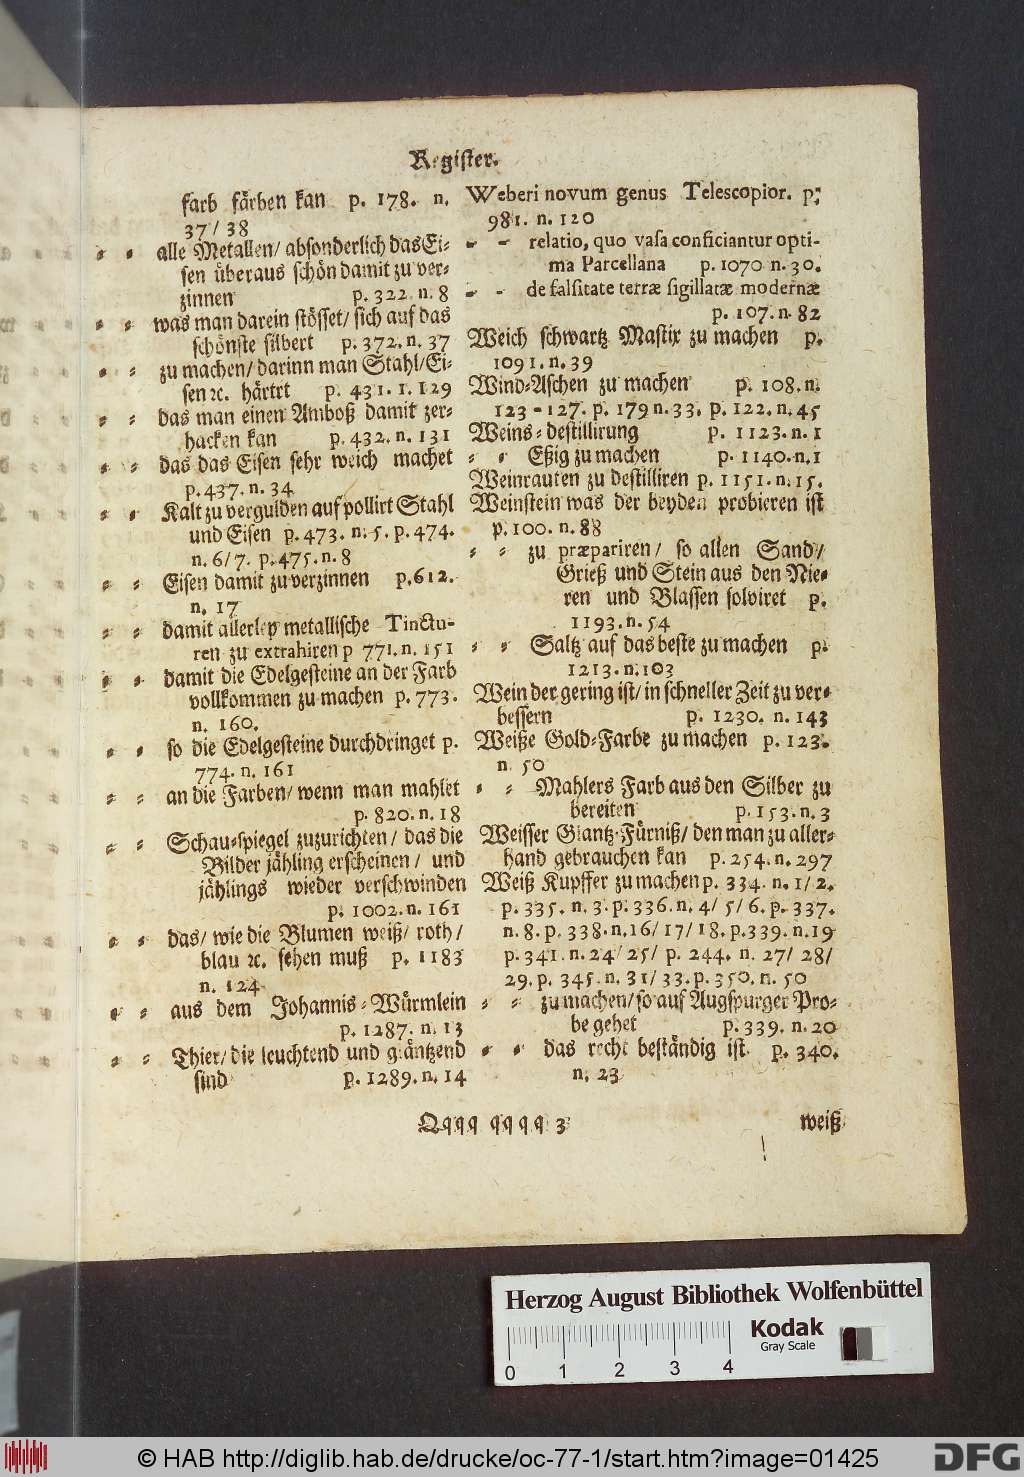 Register.
farb färben kan p. 178. n.
37/ 38
⸗ ⸗ alle Metallen/ absonderlich das Ei⸗
sen überaus schön damit zu ver⸗
zinnen p. 322. n. 8
⸗ ⸗ was man darein stösset/ sich auf das
schönste silbert p. 372. n. 37
⸗ ⸗ zu machen/ darinn man Stahl/ Ei⸗
sen ꝛc. härtet p. 431. 1. 129
⸗ ⸗ das man einen Amboß damit zer⸗
hacken kan p. 432. n. 131
⸗ ⸗ das das Eisen sehr weich machet
p. 437. n. 34
⸗ ⸗ Kalt zu vergulden auf pollirt Stahl
und Eisen p. 473. n. 5. p. 474.
n. 6/ 7. p. 475. n. 8
⸗ ⸗ Eisen damit zu verzinnen p. 612.
n. 17
⸗ ⸗ damit allerley metallische Tinctu-
ren zu extrahiren p 771. n. 151
⸗ ⸗ damit die Edelgesteine an der Farb
vollkommen zu machen p. 773.
n. 160.
⸗ ⸗ so die Edelgesteine durchdringet p.
774. n. 161
⸗ ⸗ an die Farben/ wenn man mahlet
p. 820. n. 18
⸗ ⸗ Schau⸗spiegel zuzurichten/ das die
Bilder jähling erscheinen/ und
jählings wieder verschwinden
p. 1002. n. 161
⸗ ⸗ das/ wie die Blumen weiß/ roth/
blau ꝛc. sehen muß p. 1183
n. 124
⸗ ⸗ aus dem Johannis⸗Würmlein
p. 1287. n. 13
⸗ ⸗ Thier/ die leuchtend und gläntzend
sind p. 1289. n. 14
Weberi novum genus Telescopior. p.
981. n. 120
⸗ - relatio, quo vasa conficiantur opti-
ma Parcellana p. 1070 n. 30.
⸗ - de falsitate terræ sigillatæ modernæ
p. 107. n. 82
Weich schwartz Mastix zu machen p.
1091. n. 39
Wind⸗Aschen zu machen p. 108. n.
123-127. p. 179 n. 33. p. 122. n. 45
Weins⸗destillirung p. 1123. n. 1
⸗ ⸗ Eßig zu machen p. 1140. n. 1
Weinrauten zu destilliren p. 1151. n. 15.
Weinstein was der beyden probieren ist
p. 100. n. 88
⸗ ⸗ zu præpariren/ so allen Sand/
Grieß und Stein aus den Nie⸗
ren und Blassen solviret p.
1193. n. 54
⸗ ⸗ Saltz auf das beste zu machen p.
1213. n. 103
Wein der gering ist/ in schneller Zeit zu ver⸗
bessern p. 1230. n. 143
Weiße Gold⸗Farbe zu machen p. 123.
n. 50
⸗ ⸗ Mahlers Farb aus den Silber zu
bereiten p. 153. n. 3
Weisser Glantz⸗Fürniß/ den man zu aller⸗
hand gebrauchen kan p. 254. n. 297
Weiß Kupffer zu machen p. 334. n. 1/ 2.
p. 335. n. 3. p. 336. n. 4/ 5/ 6. p. 337.
n. 8. p. 338. n. 16/ 17/ 18. p. 339. n. 19
p. 341. n. 24/ 25/ p. 244. n. 27/ 28/
29. p. 345. n. 31/ 33. p. 350. n. 50
⸗ ⸗ zu machen/ so auf Augspurger Pro⸗
be gehet p. 339. n. 20
⸗ ⸗ das recht beständig ist p. 340.
n. 23
Qqqq qqqq 3 weiß
Herzog August Bibliothek Wolfenbüttel
Kodak
Gray Scale
0 1 2 3 4
© HAB http://diglib.hab.de/drucke/oc-77-1/start.htm?image=01425
DFG